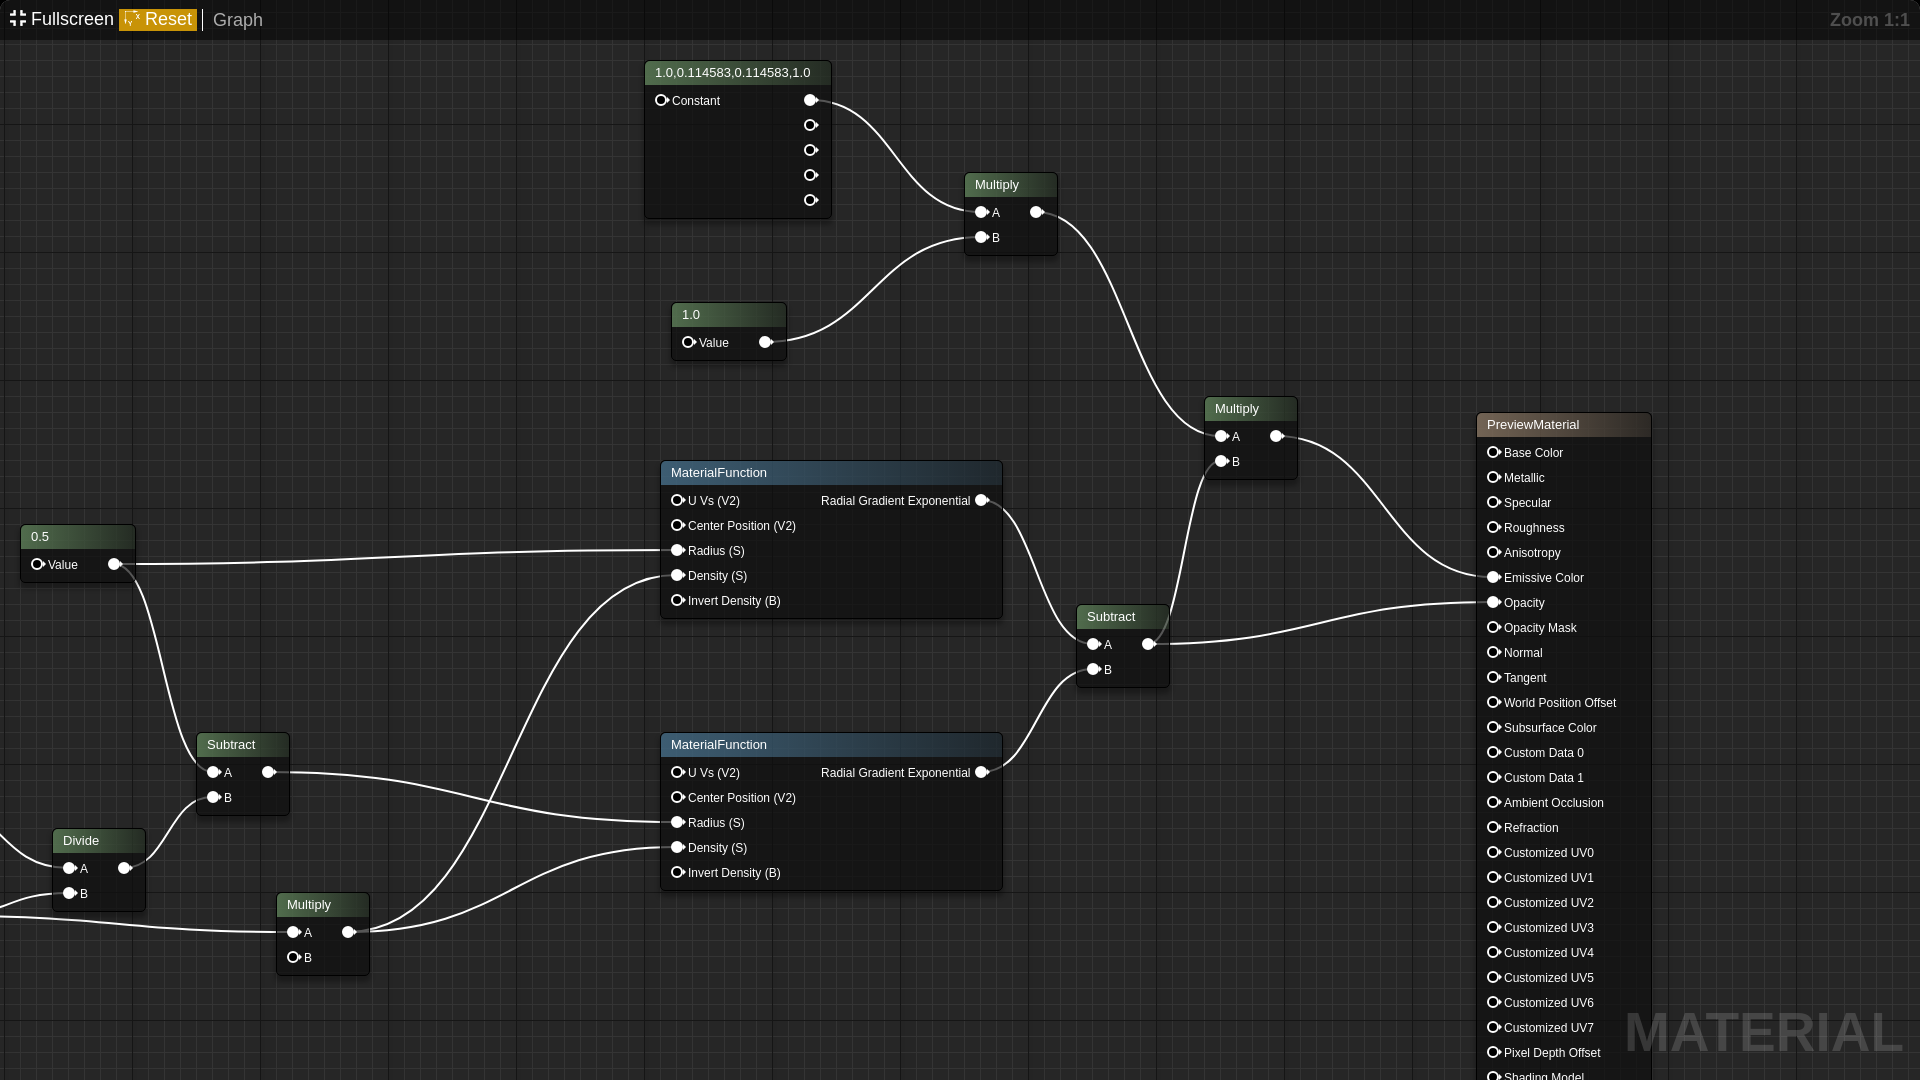 Fullscreen Reset Graph
Zoom 1:1
1.0,0.114583,0.114583,1.0
Constant
Multiply
A
B
1.0
Value
Multiply
A
B
MaterialFunction
U Vs (V2) Radial Gradient Exponential
Center Position (V2)
Radius (S)
Density (S)
Invert Density (B)
0.5
Value
Subtract
A
B
Subtract
A
B
MaterialFunction
U Vs (V2) Radial Gradient Exponential
Center Position (V2)
Radius (S)
Density (S)
Invert Density (B)
Divide
A
B
Multiply
A
B
PreviewMaterial
Base Color
Metallic
Specular
Roughness
Anisotropy
Emissive Color
Opacity
Opacity Mask
Normal
Tangent
World Position Offset
Subsurface Color
Custom Data 0
Custom Data 1
Ambient Occlusion
Refraction
Customized UV0
Customized UV1
Customized UV2
Customized UV3
Customized UV4
Customized UV5
Customized UV6
Customized UV7
Pixel Depth Offset
Shading Model
MATERIAL